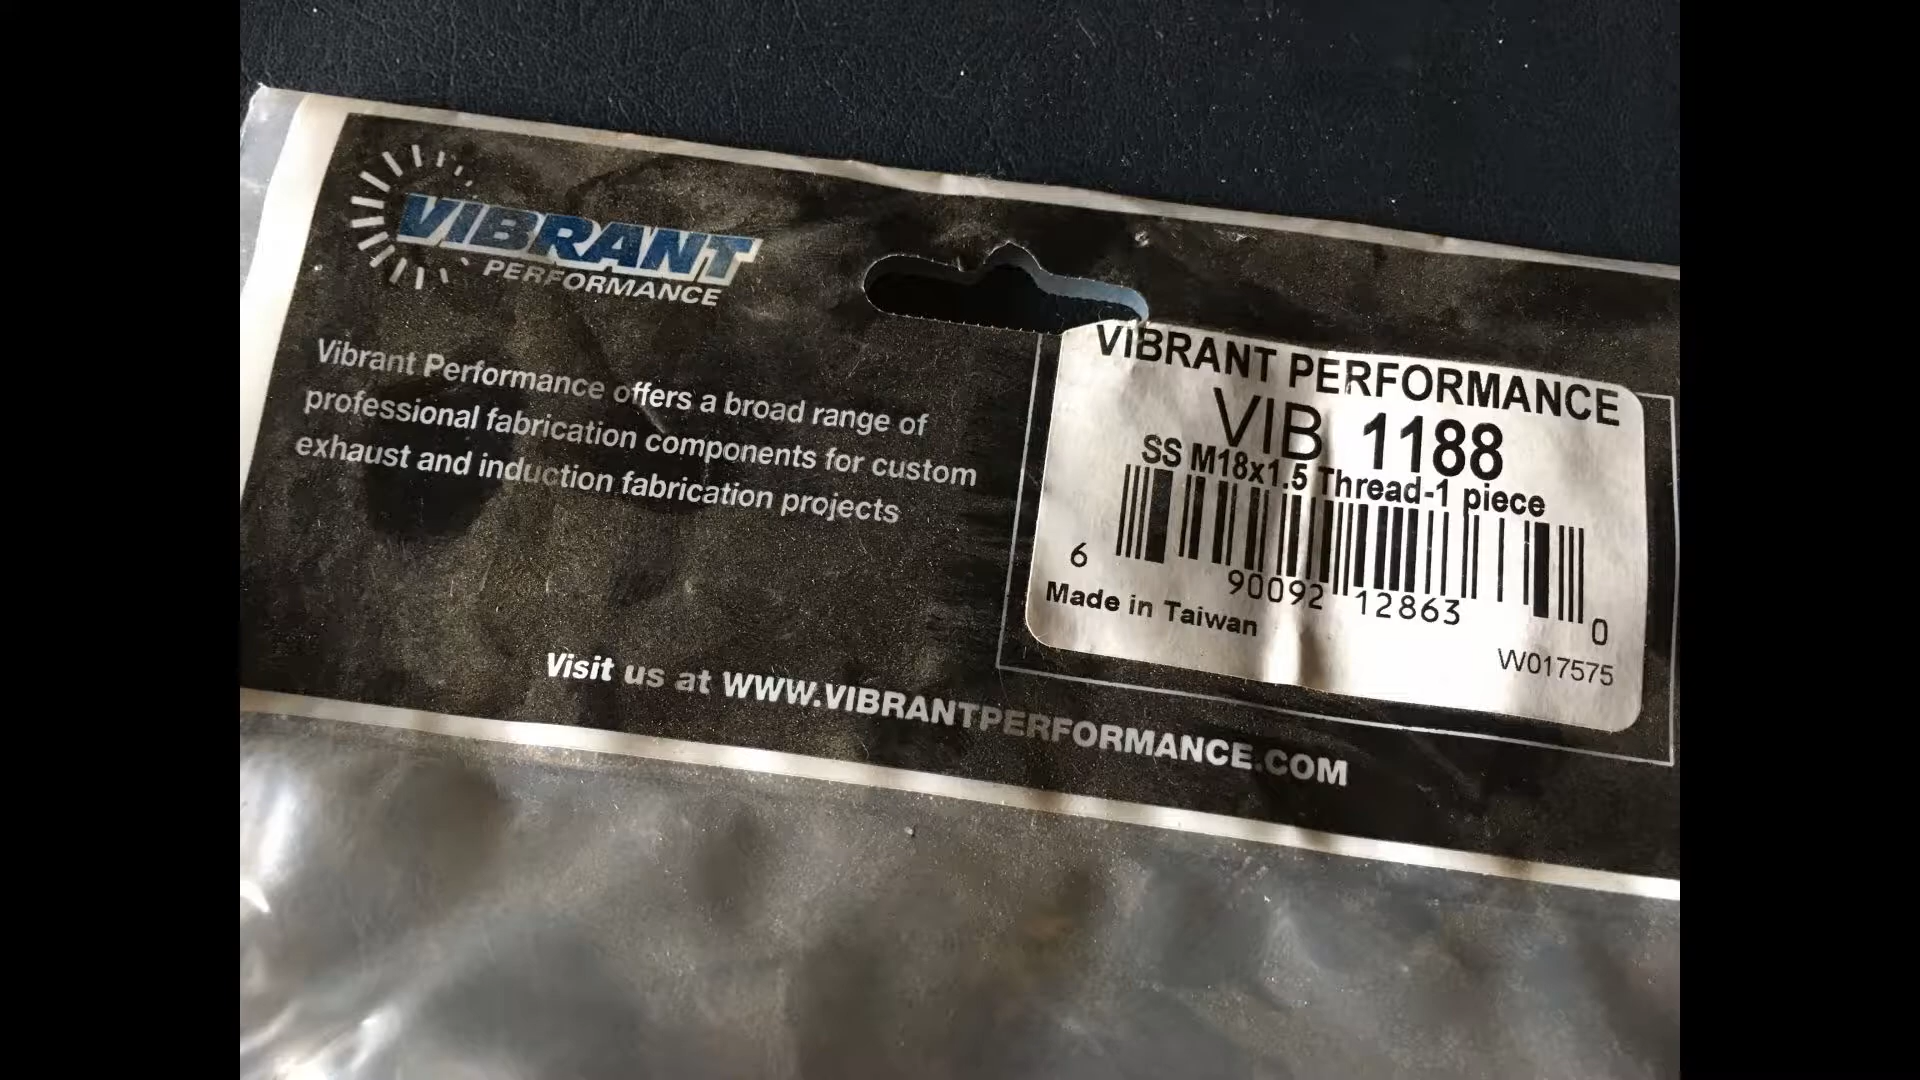 VIBRANT
PERFORMANCE
Vibrant Performance offers a broad range of
professional fabrication components for custom
exhaust and induction fabrication projects
Visit us at WWW.VIBRANTPERFORMANCE.COM
VIBRANT PERFORMANCE
VIB 1188
SS M18x1.5 Thread-1 piece
6 90092 12863 0
Made in Taiwan
W017575